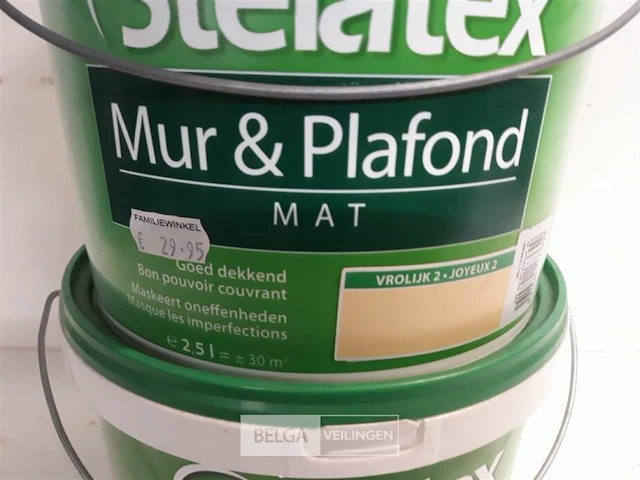 Stelatex
Mur & Plafond
MAT
FAMILIEWINKEL
€ 29.95
Goed dekkend
Bon pouvoir couvrant
Maskeert oneffenheden
Masque les imperfections
℮ 2,5 l = ± 30 m²
VROLIJK 2 • JOYEUX 2
BELGA VEILINGEN